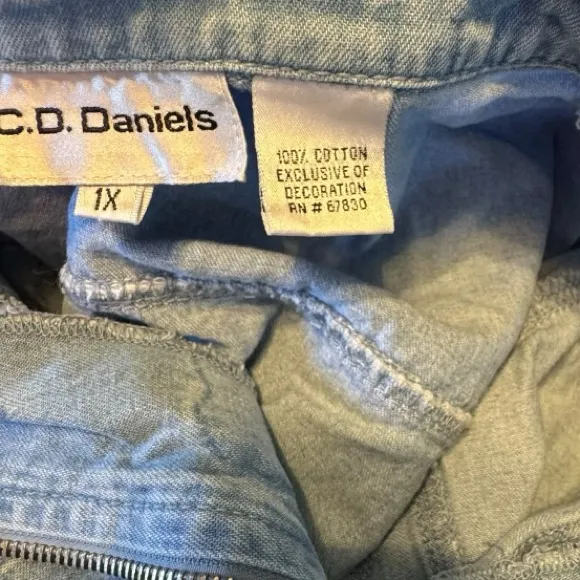 C.D. Daniels
1X
100% COTTON
EXCLUSIVE OF
DECORATION
RN # 67830